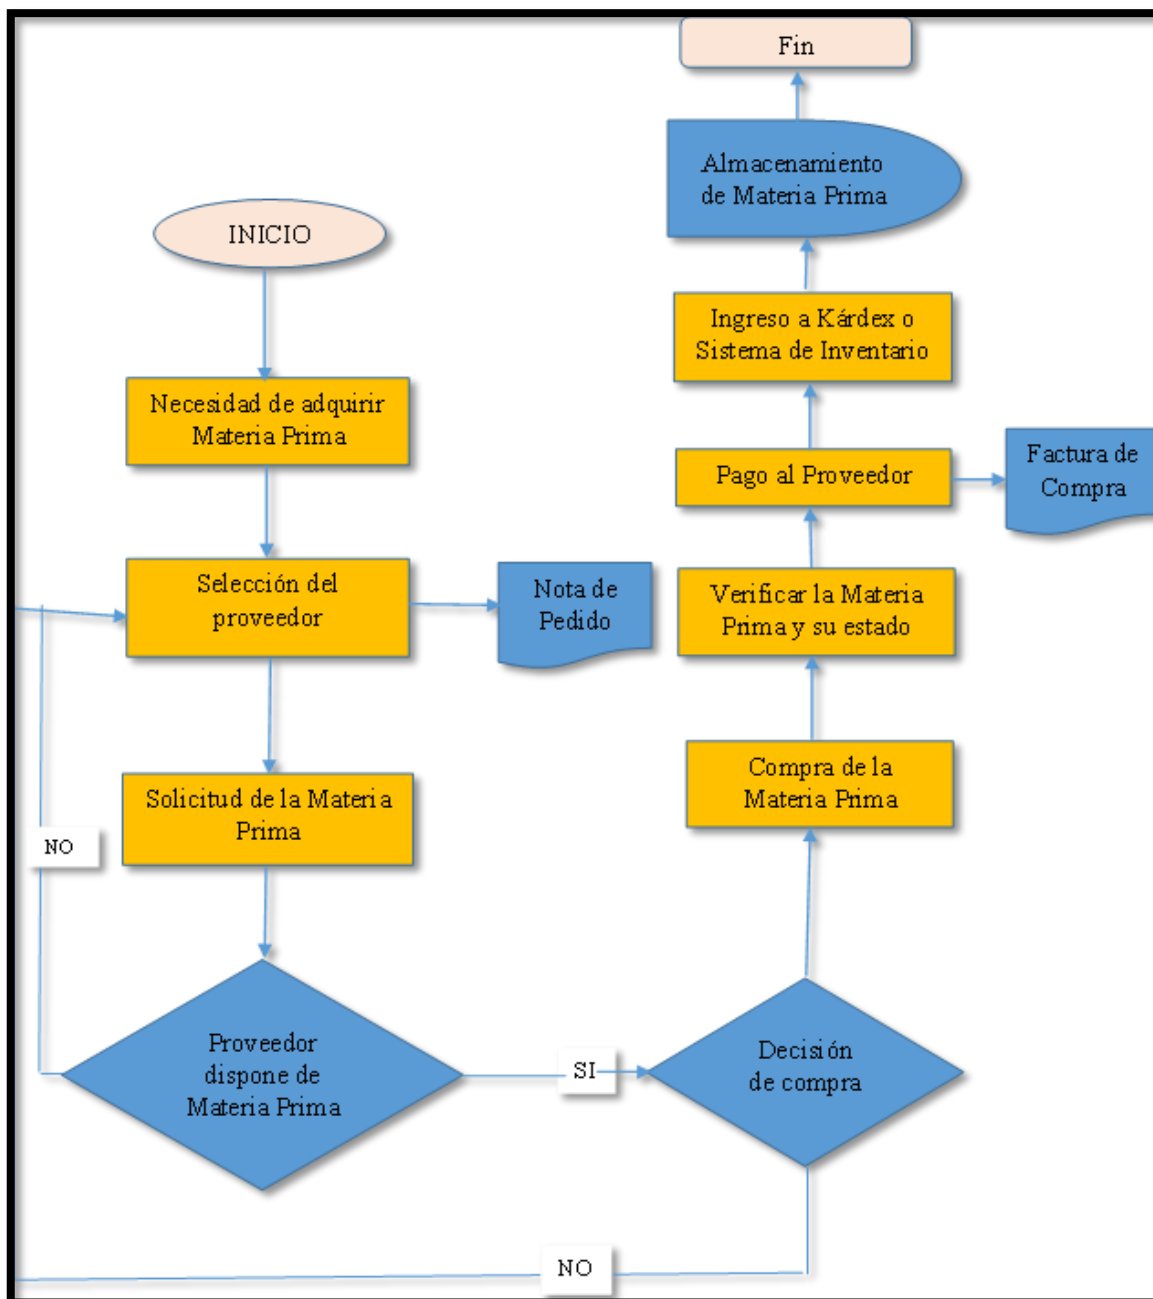 INICIO
Necesidad de adquirir
Materia Prima
Selección del
proveedor
Nota de
Pedido
Solicitud de la Materia
Prima
NO
Proveedor
dispone de
Materia Prima
SI
Decisión
de compra
NO
Compra de la
Materia Prima
Verificar la Materia
Prima y su estado
Pago al Proveedor
Factura de
Compra
Ingreso a Kárdex o
Sistema de Inventario
Almacenamiento
de Materia Prima
Fin